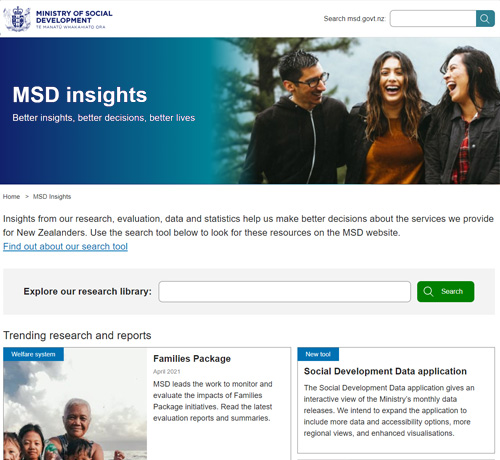 MINISTRY OF SOCIAL
DEVELOPMENT
TE MANATŪ WHAKAHIATO ORA
Search msd.govt.nz:
MSD insights
Better insights, better decisions, better lives
Home > MSD Insights
Insights from our research, evaluation, data and statistics help us make better decisions about the services we provide
for New Zealanders. Use the search tool below to look for these resources on the MSD website.
Find out about our search tool
Explore our research library:
Search
Trending research and reports
Welfare system
Families Package
April 2021
MSD leads the work to monitor and
evaluate the impacts of Families
Package initiatives. Read the latest
evaluation reports and summaries.
New tool
Social Development Data application
The Social Development Data application gives an
interactive view of the Ministry's monthly data
releases. We intend to expand the application to
include more data and accessibility options, more
regional views, and enhanced visualisations.